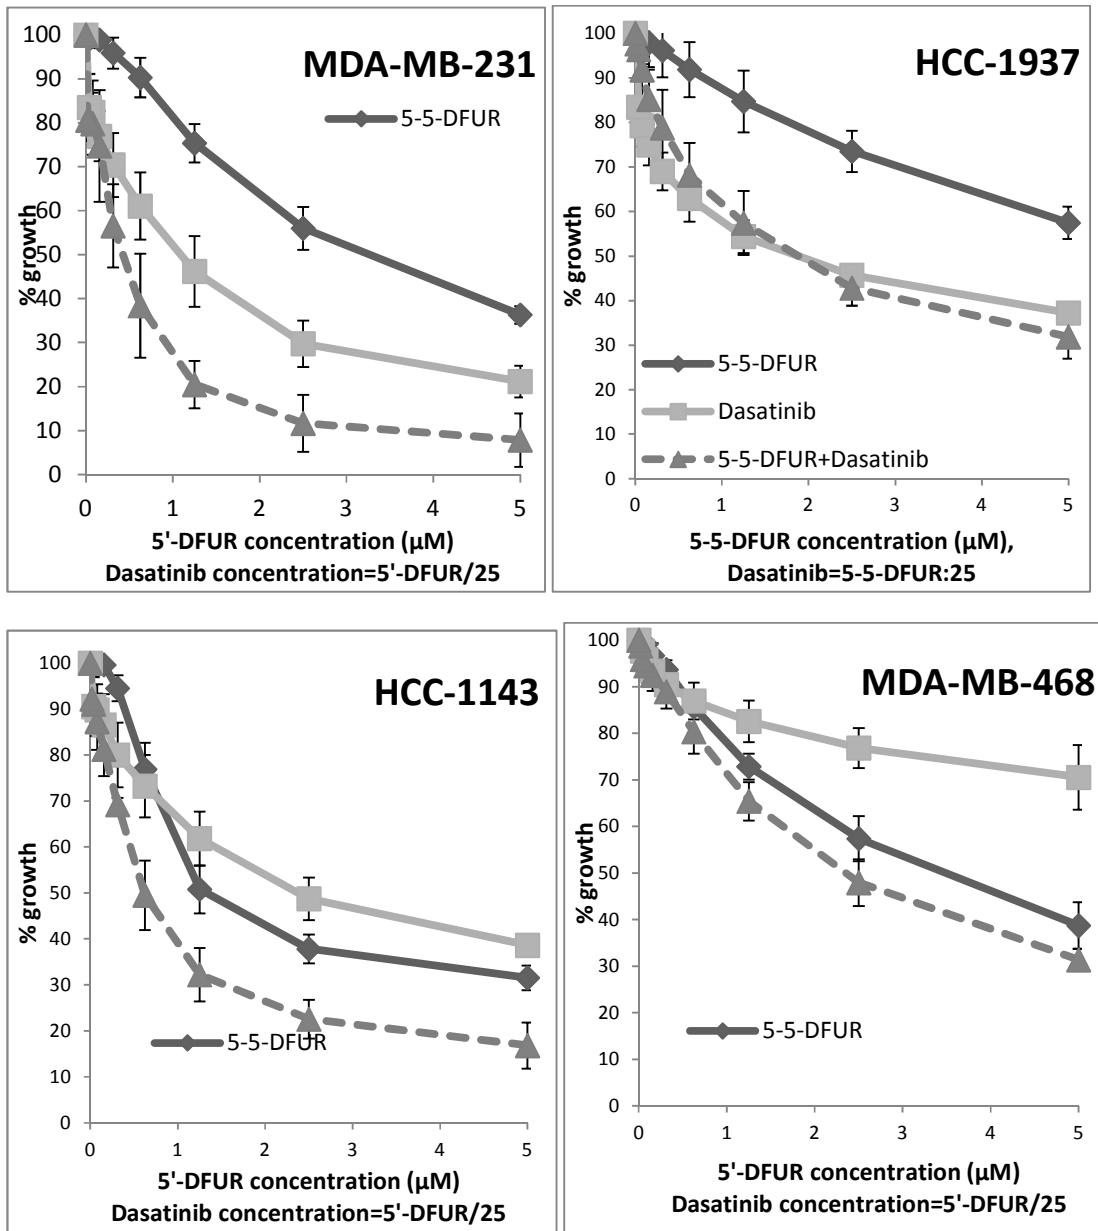 MDA-MB-231
5-5-DFUR
% growth
100
90
80
70
60
50
40
30
20
10
0
0 1 2 3 4 5
5'-DFUR concentration (µM)
Dasatinib concentration=5'-DFUR/25
HCC-1937
% growth
100
90
80
70
60
50
40
30
20
10
0
5-5-DFUR
Dasatinib
5-5-DFUR+Dasatinib
0 1 2 3 4 5
5-5-DFUR concentration (µM),
Dasatinib=5-5-DFUR:25
HCC-1143
% growth
100
90
80
70
60
50
40
30
20
10
0
5-5-DFUR
0 1 2 3 4 5
5'-DFUR concentration (µM)
Dasatinib concentration=5'-DFUR/25
MDA-MB-468
% growth
100
90
80
70
60
50
40
30
20
10
0
5-5-DFUR
0 1 2 3 4 5
5'-DFUR concentration (µM)
Dasatinib concentration=5'-DFUR/25